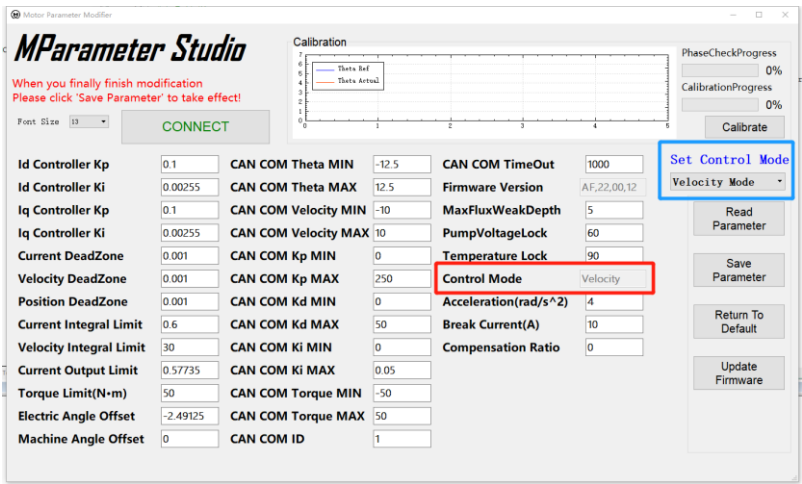 Motor Parameter Modifier
MParameter Studio
When you finally finish modification
Please click 'Save Parameter' to take effect!
Font Size 13
CONNECT
Calibration
7
6
5
4
3
2
1
0
0 1 2 3 4 5
Theta Ref
Theta Actual
PhaseCheckProgress
0%
CalibrationProgress
0%
Calibrate
Set Control Mode
Velocity Mode
Read
Parameter
Save
Parameter
Return To
Default
Update
Firmware
Id Controller Kp 0.1
Id Controller Ki 0.00255
Iq Controller Kp 0.1
Iq Controller Ki 0.00255
Current DeadZone 0.001
Velocity DeadZone 0.001
Position DeadZone 0.001
Current Integral Limit 0.6
Velocity Integral Limit 30
Current Output Limit 0.57735
Torque Limit(N·m) 50
Electric Angle Offset -2.49125
Machine Angle Offset 0
CAN COM Theta MIN -12.5
CAN COM Theta MAX 12.5
CAN COM Velocity MIN -10
CAN COM Velocity MAX 10
CAN COM Kp MIN 0
CAN COM Kp MAX 250
CAN COM Kd MIN 0
CAN COM Kd MAX 50
CAN COM Ki MIN 0
CAN COM Ki MAX 0.05
CAN COM Torque MIN -50
CAN COM Torque MAX 50
CAN COM ID 1
CAN COM TimeOut 1000
Firmware Version AF,22,00,12
MaxFluxWeakDepth 5
PumpVoltageLock 60
Temperature Lock 90
Control Mode Velocity
Acceleration(rad/s^2) 4
Break Current(A) 10
Compensation Ratio 0